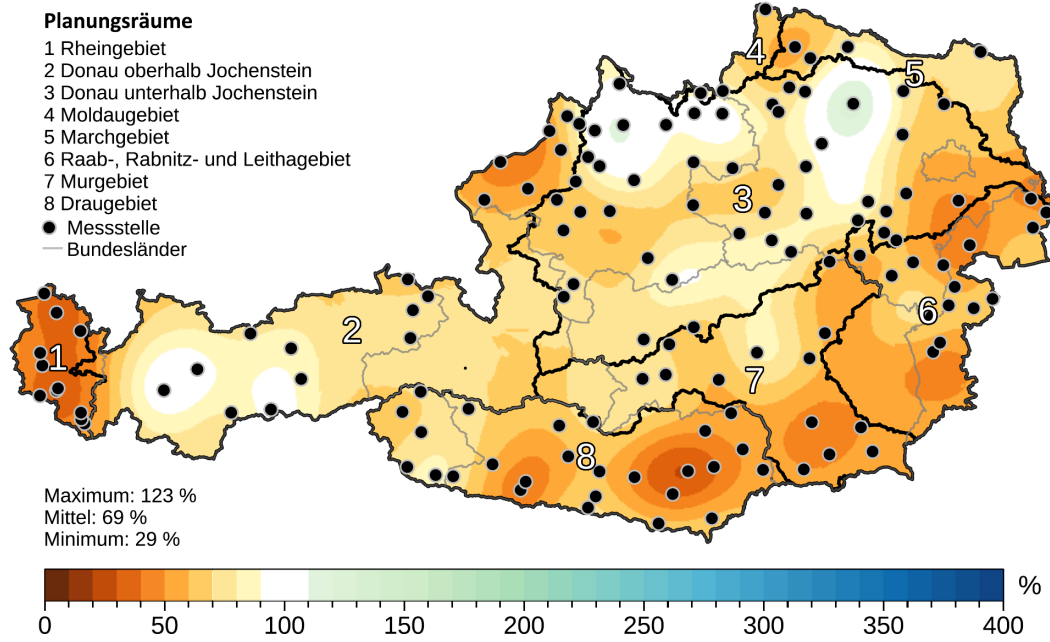 Planungsräume
1 Rheingebiet
2 Donau oberhalb Jochenstein
3 Donau unterhalb Jochenstein
4 Moldaugebiet
5 Marchgebiet
6 Raab-, Rabnitz- und Leithagebiet
7 Murgebiet
8 Draugebiet
Messstelle
Bundesländer
4
5
3
6
2
1
7
8
Maximum: 123 %
Mittel: 69 %
Minimum: 29 %
%
0 50 100 150 200 250 300 350 400